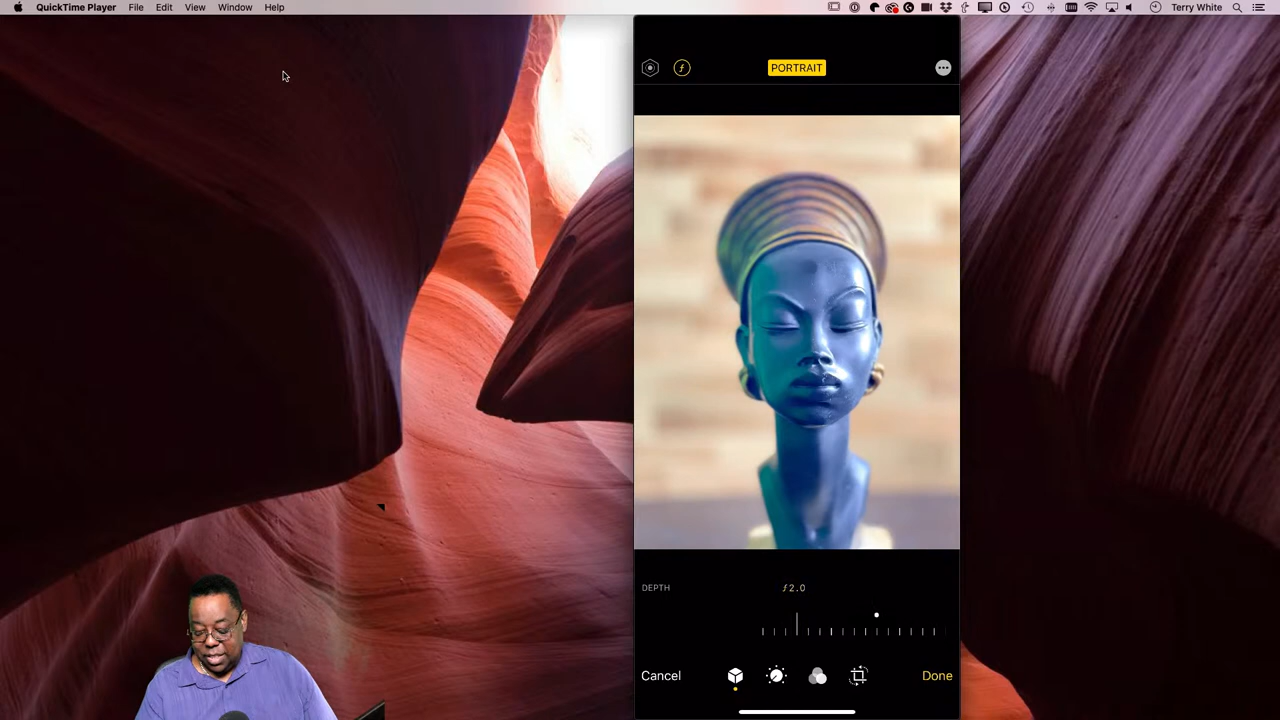 QuickTime Player File Edit View Window Help Terry White
PORTRAIT
DEPTH ƒ2.0
Cancel Done